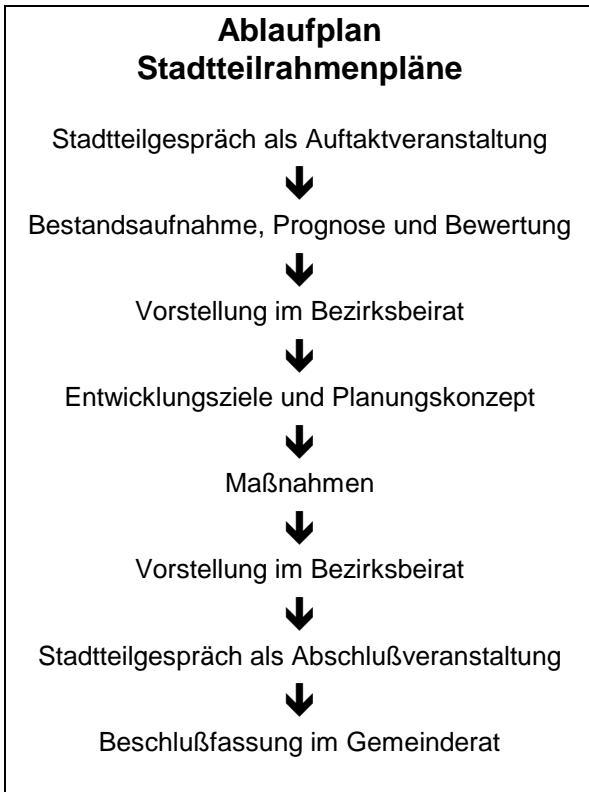 Ablaufplan
Stadtteilrahmenpläne
Stadtteilgespräch als Auftaktveranstaltung
Bestandsaufnahme, Prognose und Bewertung
Vorstellung im Bezirksbeirat
Entwicklungsziele und Planungskonzept
Maßnahmen
Vorstellung im Bezirksbeirat
Stadtteilgespräch als Abschlußveranstaltung
Beschlußfassung im Gemeinderat